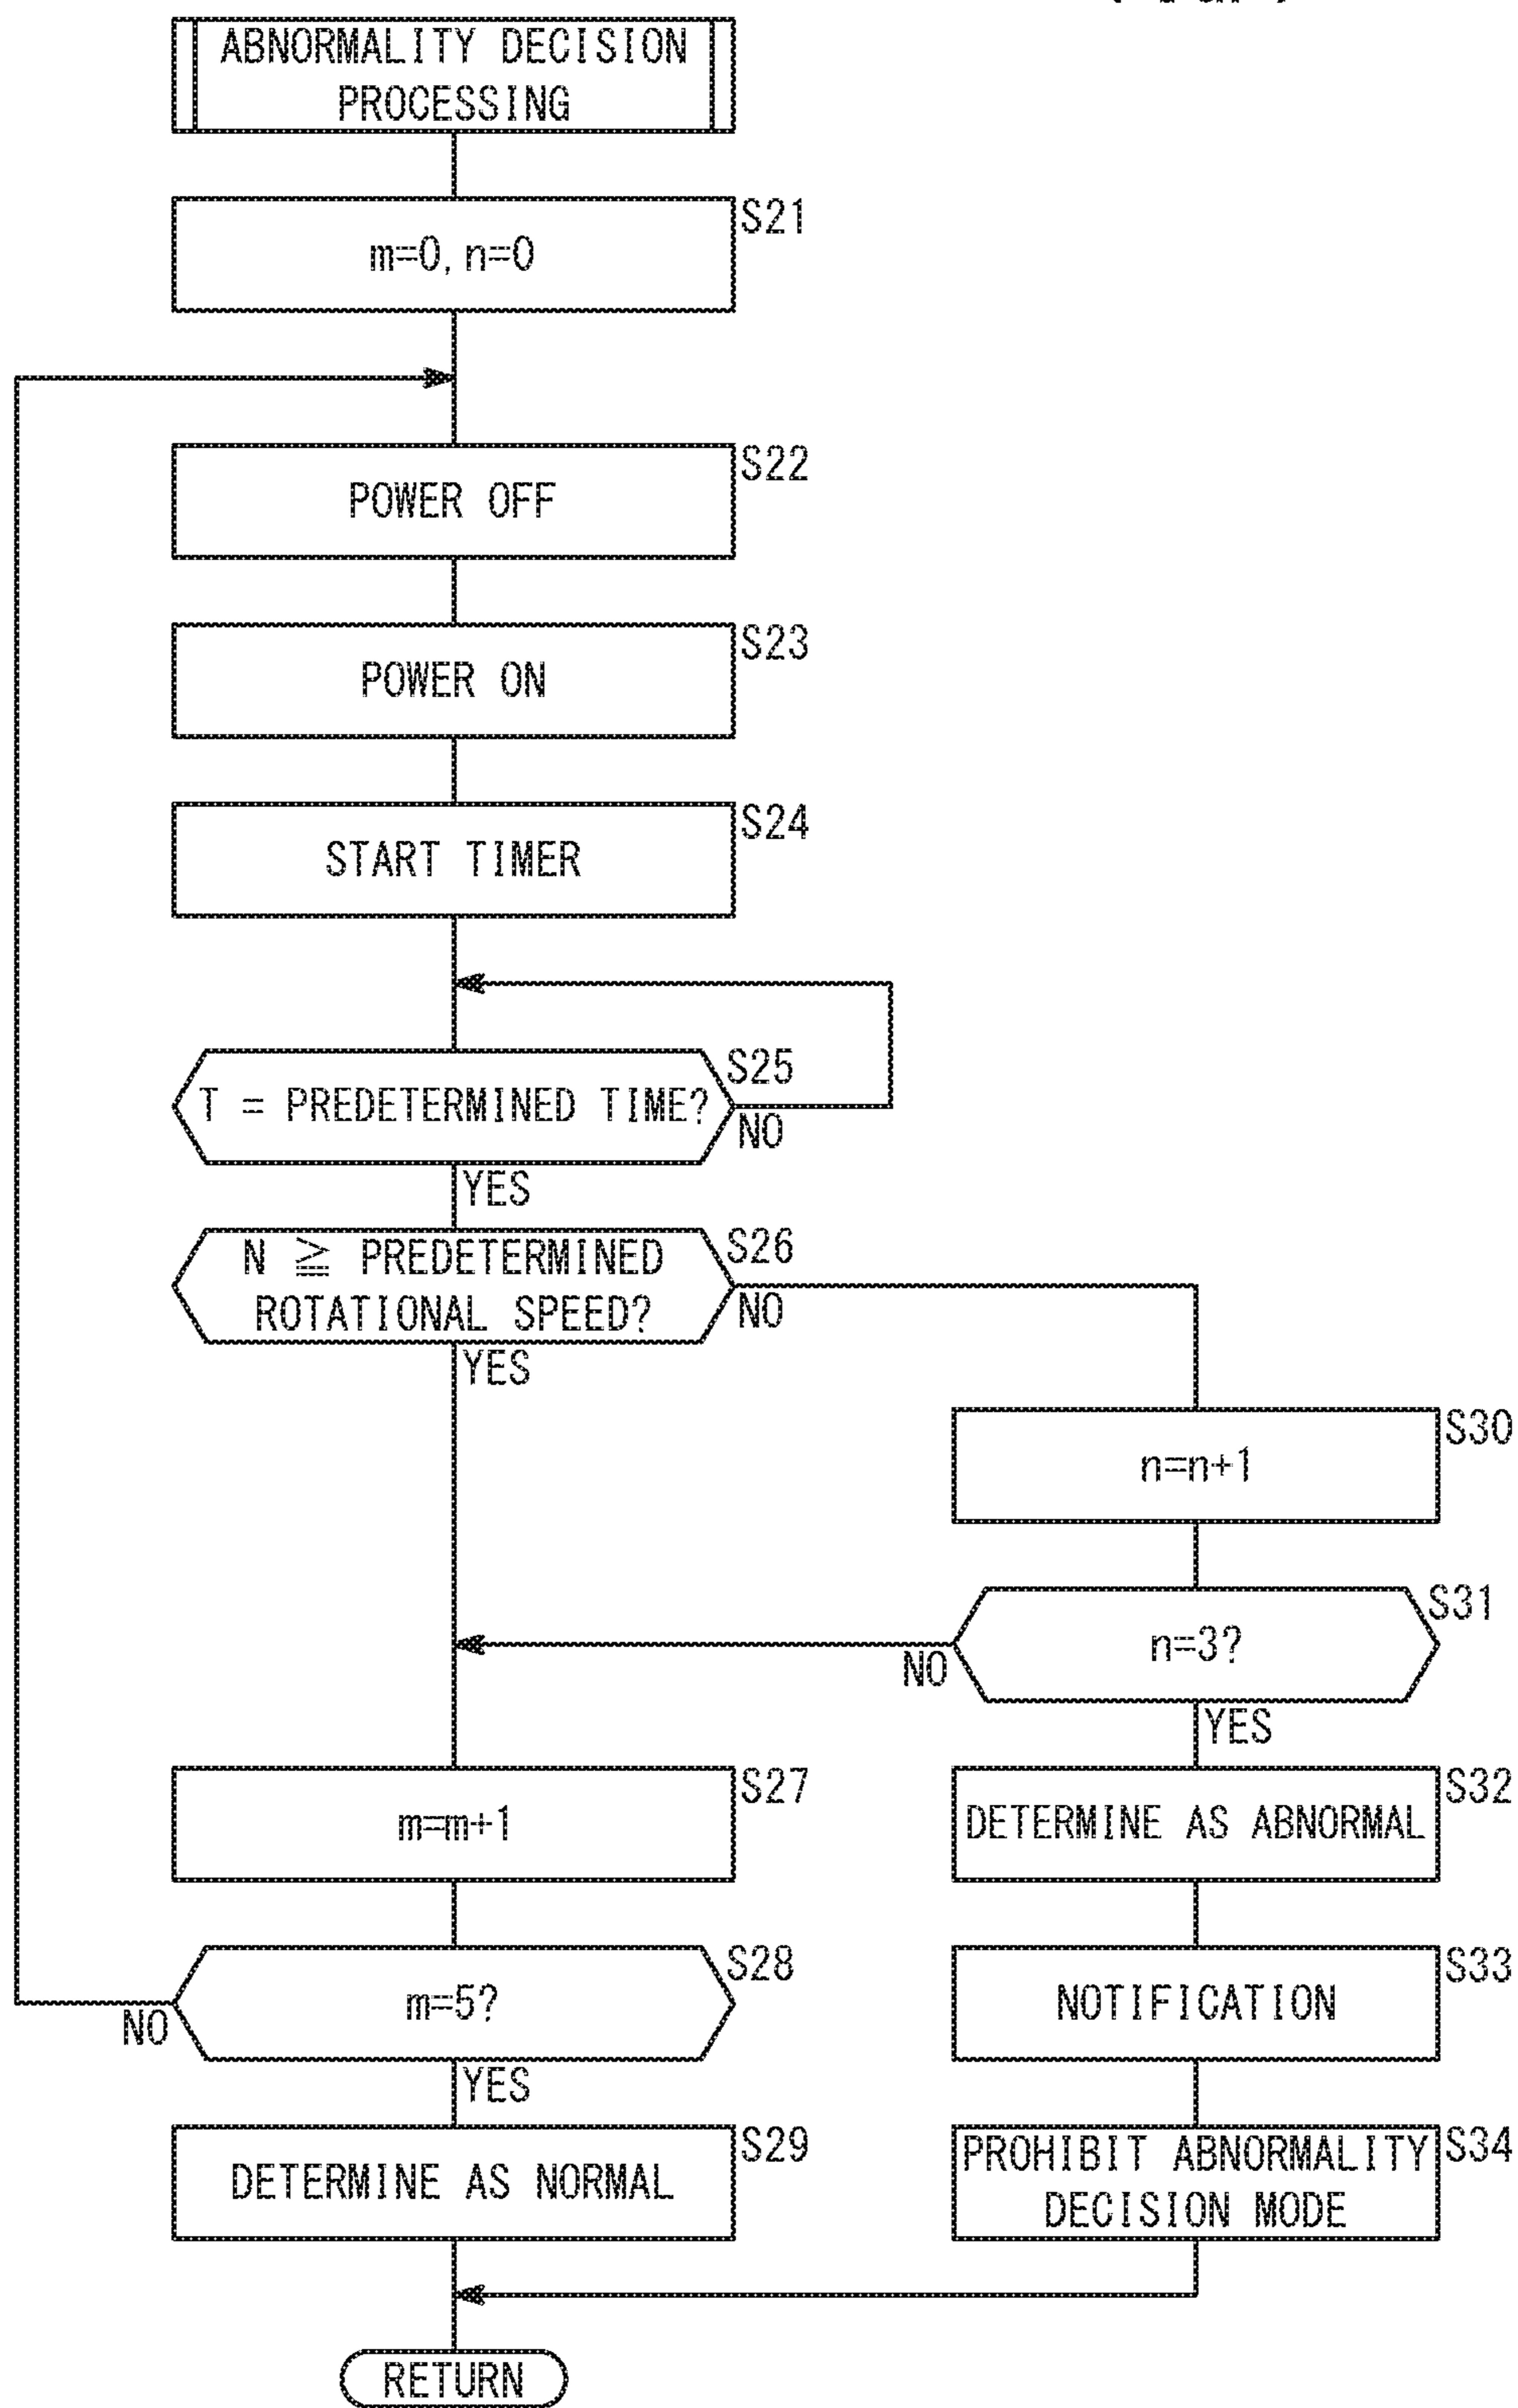 ABNORMALITY DECISION
PROCESSING
S21
m=0, n=0
S22
POWER OFF
S23
POWER ON
S24
START TIMER
S25
T = PREDETERMINED TIME?
NO
YES
S26
N ≧ PREDETERMINED
ROTATIONAL SPEED?
NO
YES
S30
n=n+1
S31
n=3?
NO
YES
S27
m=m+1
S32
DETERMINE AS ABNORMAL
S28
m=5?
NO
YES
S33
NOTIFICATION
S29
DETERMINE AS NORMAL
S34
PROHIBIT ABNORMALITY
DECISION MODE
RETURN